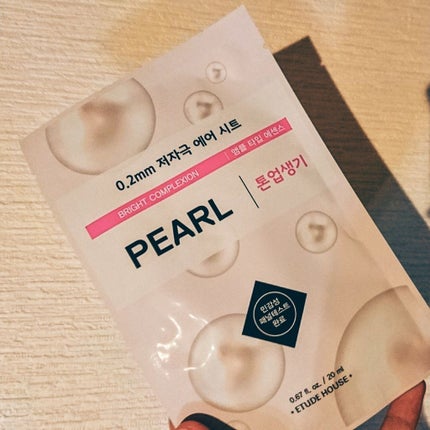 0.2mm 저자극 에어 시트
BRIGHT COMPLEXION | 앰플 타입 에센스
PEARL | 톤업생기
민감성
패널테스트
완료
0.67 fl. oz. / 20 ml
• ETUDE HOUSE •